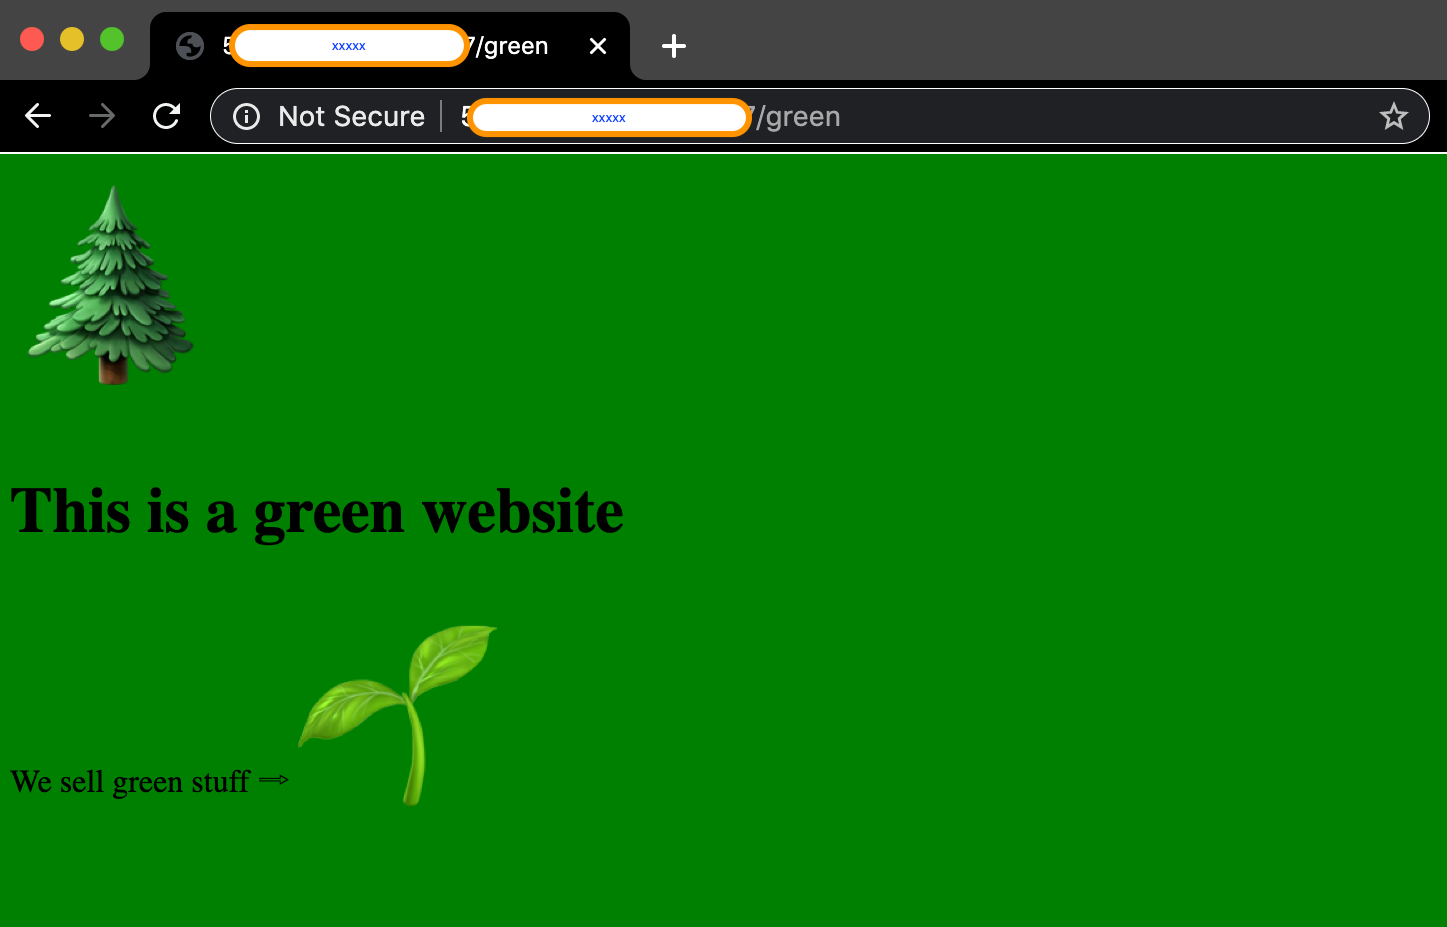 5 xxxxx 7/green
Not Secure 5 xxxxx 7/green
This is a green website
We sell green stuff ⇨